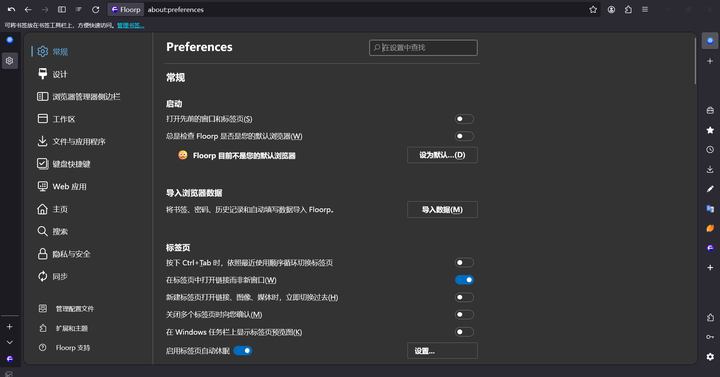 Floorp
about:preferences
可将书签放在书签工具栏上，方便快速访问。管理书签...
常规
设计
浏览器管理器侧边栏
工作区
文件与应用程序
键盘快捷键
Web 应用
主页
搜索
隐私与安全
同步
管理配置文件
扩展和主题
Floorp 支持
Preferences
在设置中查找
常规
启动
打开先前的窗口和标签页(S)
总是检查 Floorp 是否是您的默认浏览器(W)
Floorp 目前不是您的默认浏览器
设为默认...(D)
导入浏览器数据
将书签、密码、历史记录和自动填写数据导入 Floorp。
导入数据(M)
标签页
按下 Ctrl+Tab 时，依照最近使用顺序循环切换标签页
在标签页中打开链接而非新窗口(W)
新建标签页打开链接、图像、媒体时，立即切换过去(H)
关闭多个标签页时向您确认(M)
在 Windows 任务栏上显示标签页预览图(K)
启用标签页自动休眠
设置...